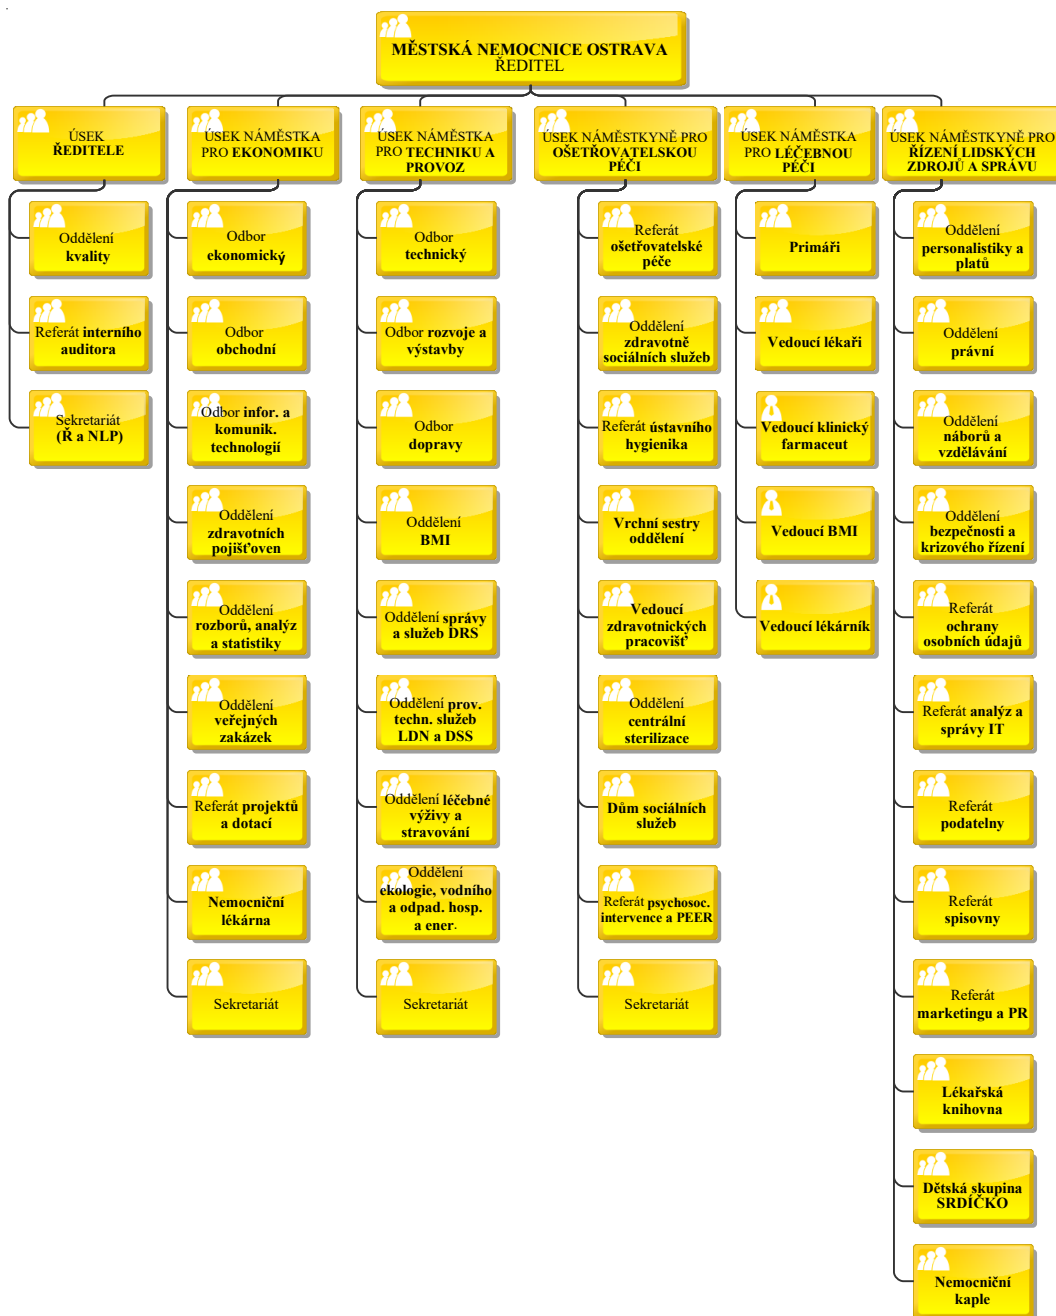 MĚSTSKÁ NEMOCNICE OSTRAVA
ŘEDITEL
ÚSEK
ŘEDITELE
ÚSEK NÁMĚSTKA
PRO EKONOMIKU
ÚSEK NÁMĚSTKA
PRO TECHNIKU A
PROVOZ
ÚSEK NÁMĚSTKYNĚ PRO
OŠETŘOVATELSKOU
PÉČI
ÚSEK NÁMĚSTKA
PRO LÉČEBNOU
PÉČI
ÚSEK NÁMĚSTKYNĚ PRO
ŘÍZENÍ LIDSKÝCH
ZDROJŮ A SPRÁVU
Oddělení
kvality
Referát interního
auditora
Sekretariát
(Ř a NLP)
Odbor
ekonomický
Odbor
obchodní
Odbor infor. a
komunik.
technologií
Oddělení
zdravotních
pojišťoven
Oddělení
rozborů, analýz
a statistiky
Oddělení
veřejných
zakázek
Referát projektů
a dotací
Nemocniční
lékárna
Sekretariát
Odbor
technický
Odbor rozvoje a
výstavby
Odbor
dopravy
Oddělení
BMI
Oddělení správy
a služeb DRS
Oddělení prov.
techn. služeb
LDN a DSS
Oddělení léčebné
výživy a
stravování
Oddělení
ekologie, vodního
a odpad. hosp.
a ener.
Sekretariát
Referát
ošetřovatelské
péče
Oddělení
zdravotně
sociálních služeb
Referát ústavního
hygienika
Vrchní sestry
oddělení
Vedoucí
zdravotnických
pracovišť
Oddělení
centrální
sterilizace
Dům sociálních
služeb
Referát psychosoc.
intervence a PEER
Sekretariát
Primáři
Vedoucí lékaři
Vedoucí klinický
farmaceut
Vedoucí BMI
Vedoucí lékárník
Oddělení
personalistiky a
platů
Oddělení
právní
Oddělení
náborů a
vzdělávání
Oddělení
bezpečnosti a
krizového řízení
Referát
ochrany
osobních údajů
Referát analýz a
správy IT
Referát
podatelny
Referát
spisovny
Referát
marketingu a PR
Lékařská
knihovna
Dětská skupina
SRDÍČKO
Nemocniční
kaple